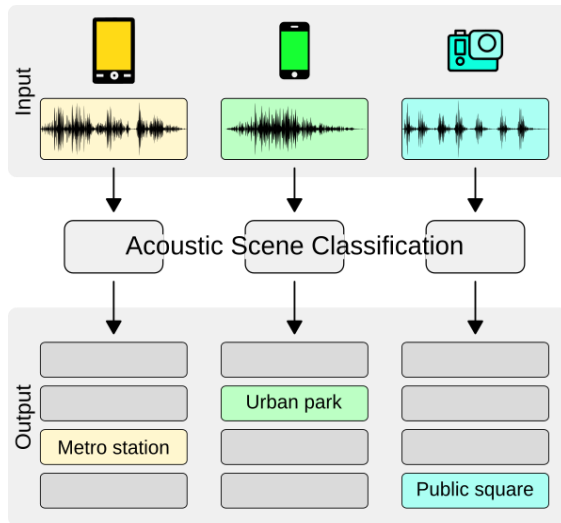 Input
Acoustic Scene Classification
Output
Urban park
Metro station
Public square